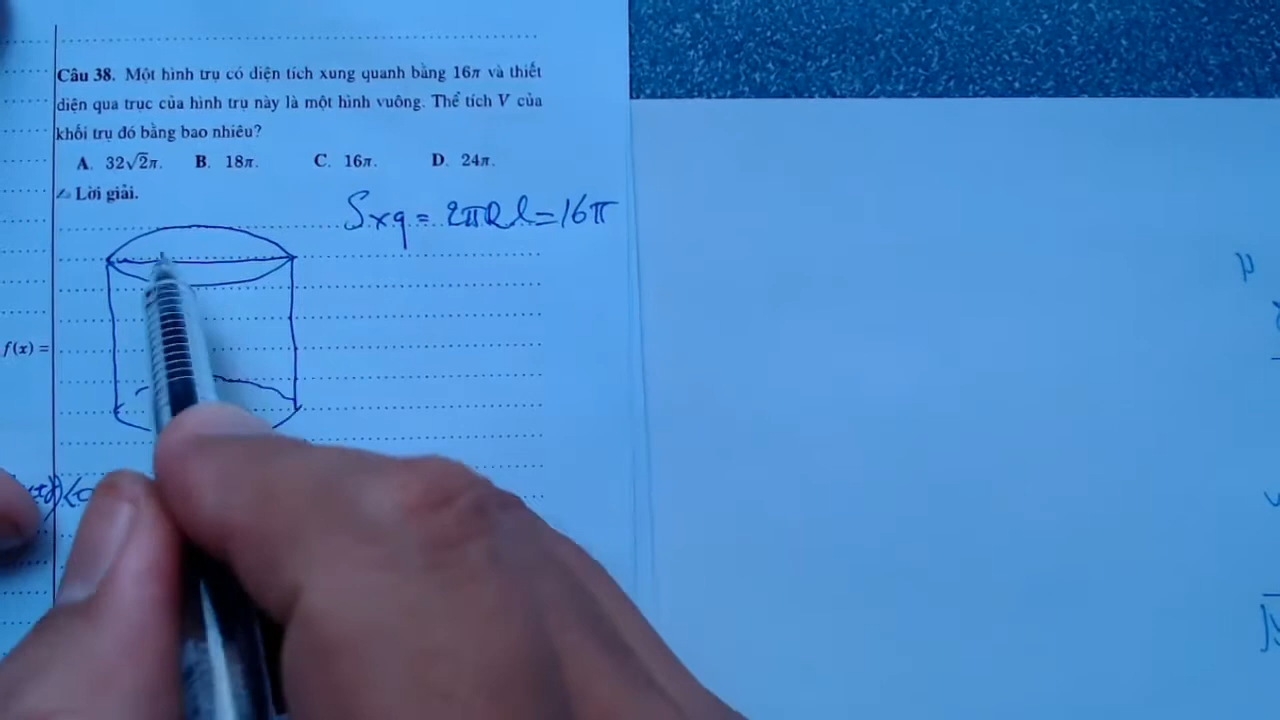 Câu 38. Một hình trụ có diện tích xung quanh bằng 16π và thiết
diện qua trục của hình trụ này là một hình vuông. Thể tích V của
khối trụ đó bằng bao nhiêu?
A. 32√2π. B. 18π. C. 16π. D. 24π.
Lời giải.
Sxq = 2πRl = 16π
f(x) =